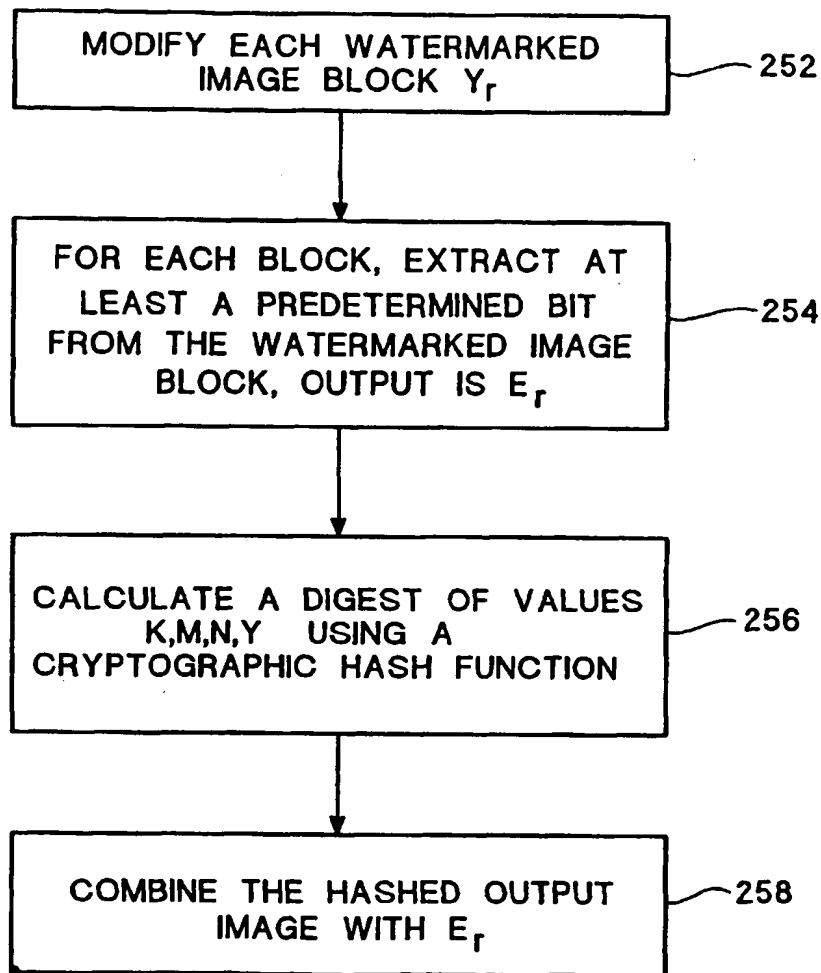 MODIFY EACH WATERMARKED
IMAGE BLOCK Yr
252
FOR EACH BLOCK, EXTRACT AT
LEAST A PREDETERMINED BIT
FROM THE WATERMARKED IMAGE
BLOCK, OUTPUT IS Er
254
CALCULATE A DIGEST OF VALUES
K,M,N,Y USING A
CRYPTOGRAPHIC HASH FUNCTION
256
COMBINE THE HASHED OUTPUT
IMAGE WITH Er
258